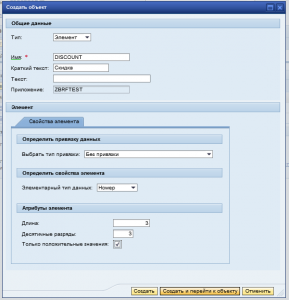 Создать объект
Общие данные
Тип: Элемент
Имя: * DISCOUNT
Краткий текст: Скидка
Текст:
Приложение: ZBRFTEST
Элемент
Свойства элемента
Определить привязку данных
Выбрать тип привязки: Без привязки
Определить свойства элемента
Элементарный тип данных: Номер
Атрибуты элемента
Длина: 3
Десятичные разряды: 3
Только положительные значения:
Создать Создать и перейти к объекту Отменить